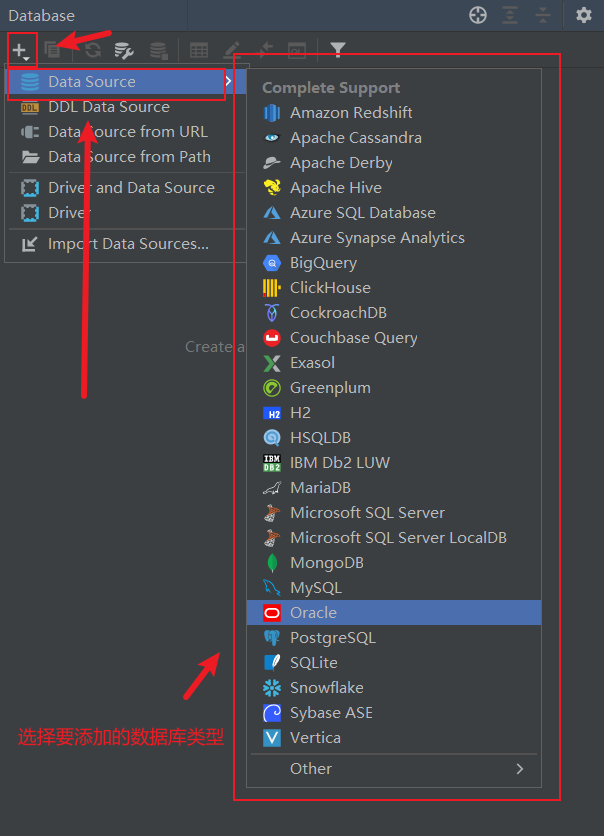 Database
Data Source
DDL Data Source
Data Source from URL
Data Source from Path
Driver and Data Source
Driver
Import Data Sources...
Create a
Complete Support
Amazon Redshift
Apache Cassandra
Apache Derby
Apache Hive
Azure SQL Database
Azure Synapse Analytics
BigQuery
ClickHouse
CockroachDB
Couchbase Query
Exasol
Greenplum
H2
HSQLDB
IBM Db2 LUW
MariaDB
Microsoft SQL Server
Microsoft SQL Server LocalDB
MongoDB
MySQL
Oracle
PostgreSQL
SQLite
Snowflake
Sybase ASE
Vertica
Other
选择要添加的数据库类型